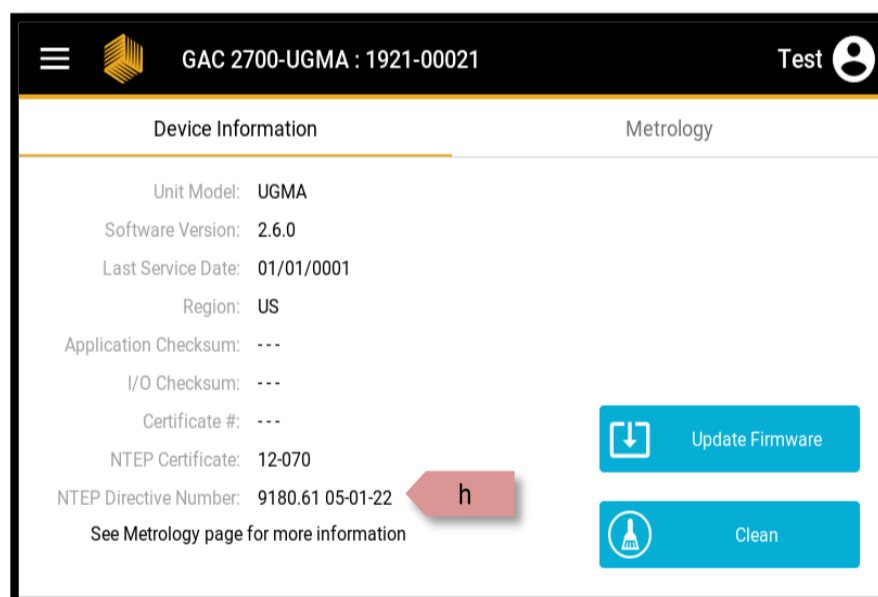 GAC 2700-UGMA : 1921-00021 Test
Device Information Metrology
Unit Model: UGMA
Software Version: 2.6.0
Last Service Date: 01/01/0001
Region: US
Application Checksum: ---
I/O Checksum: ---
Certificate #: ---
NTEP Certificate: 12-070
NTEP Directive Number: 9180.61 05-01-22 h
See Metrology page for more information
Update Firmware
Clean